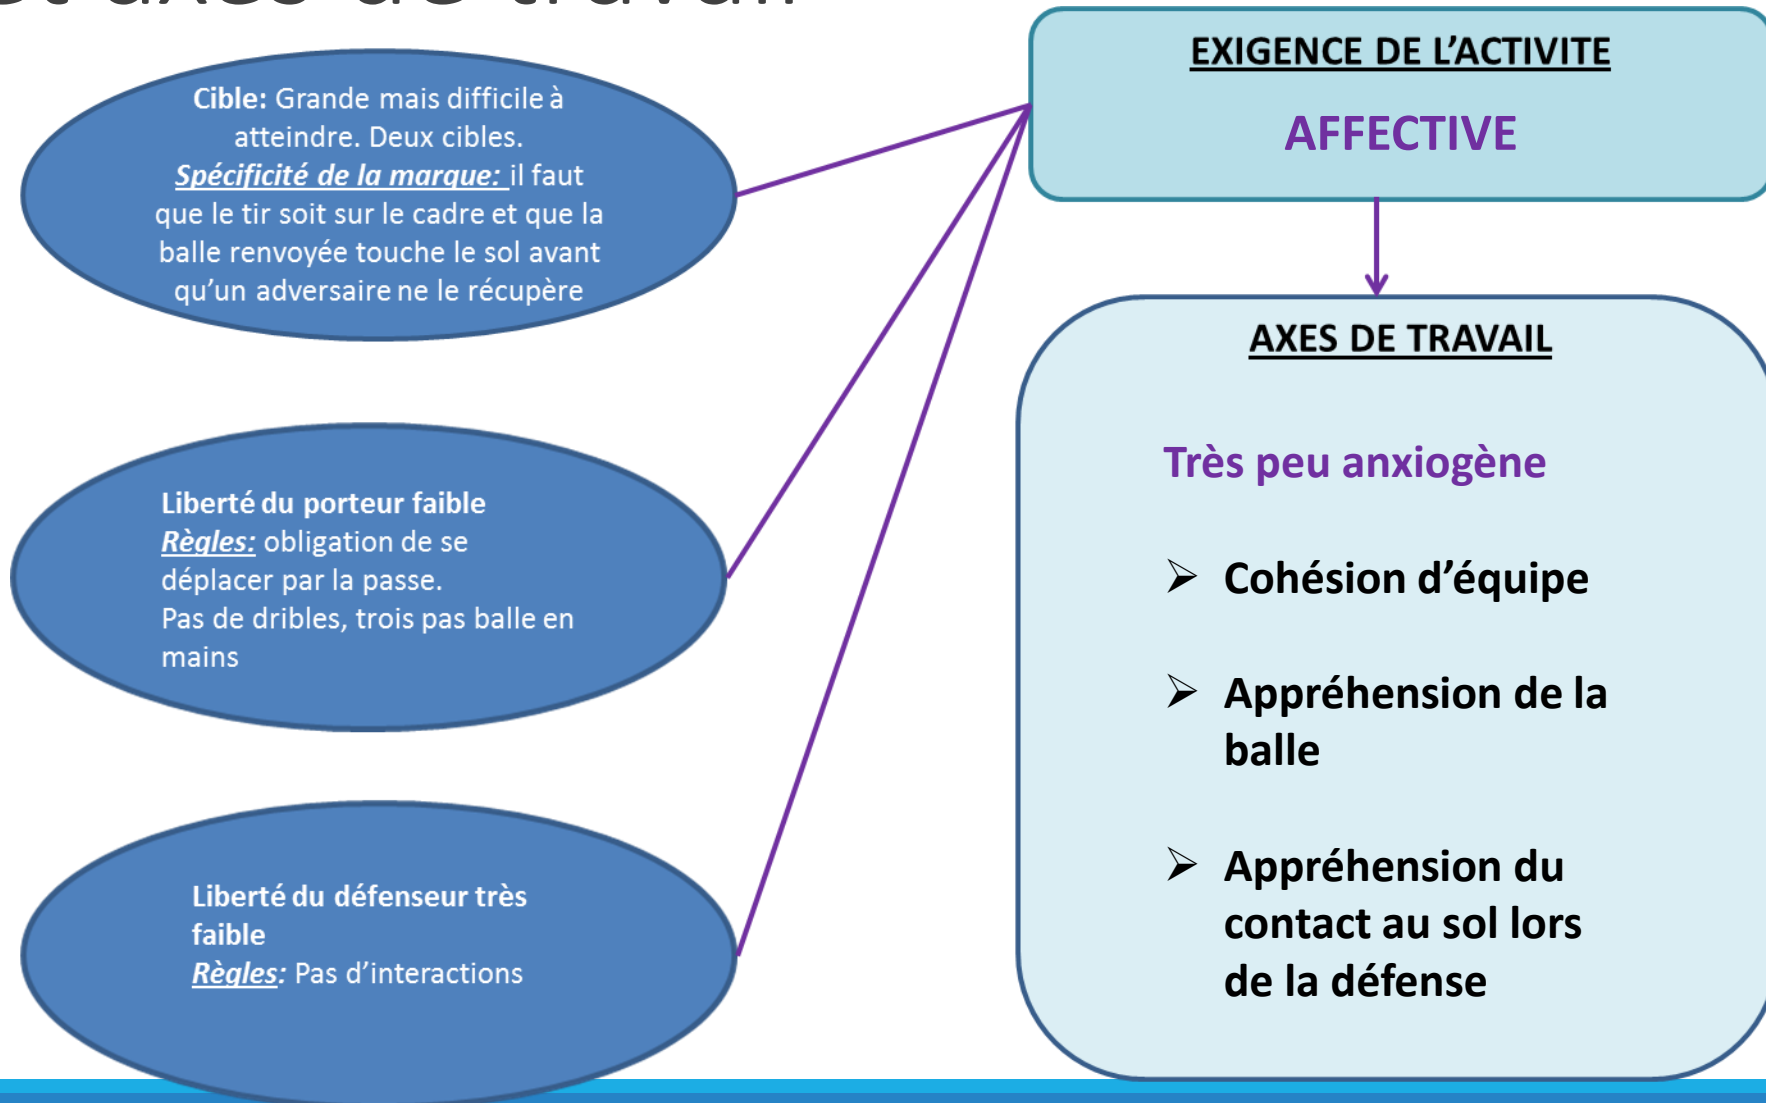 et axes de travail
Cible: Grande mais difficile à
atteindre. Deux cibles.
Spécificité de la marque: il faut
que le tir soit sur le cadre et que la
balle renvoyée touche le sol avant
qu’un adversaire ne le récupère
Liberté du porteur faible
Règles: obligation de se
déplacer par la passe.
Pas de dribles, trois pas balle en
mains
Liberté du défenseur très
faible
Règles: Pas d’interactions
EXIGENCE DE L’ACTIVITE
AFFECTIVE
AXES DE TRAVAIL
Très peu anxiogène
➢ Cohésion d’équipe
➢ Appréhension de la
balle
➢ Appréhension du
contact au sol lors
de la défense